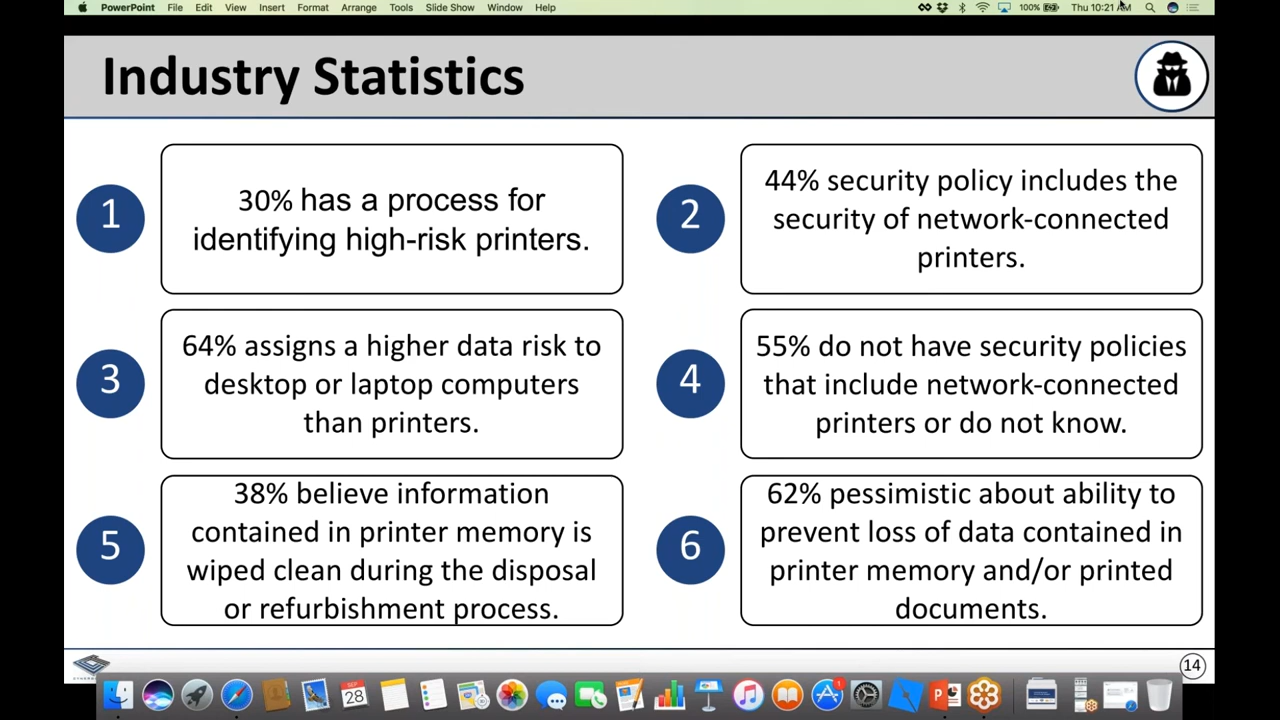 PowerPoint File Edit View Insert Format Arrange Tools Slide Show Window Help 100% Thu 10:21 AM
Industry Statistics
1
30% has a process for
identifying high-risk printers.
2
44% security policy includes the
security of network-connected
printers.
3
64% assigns a higher data risk to
desktop or laptop computers
than printers.
4
55% do not have security policies
that include network-connected
printers or do not know.
5
38% believe information
contained in printer memory is
wiped clean during the disposal
or refurbishment process.
6
62% pessimistic about ability to
prevent loss of data contained in
printer memory and/or printed
documents.
14
SEP
28
1